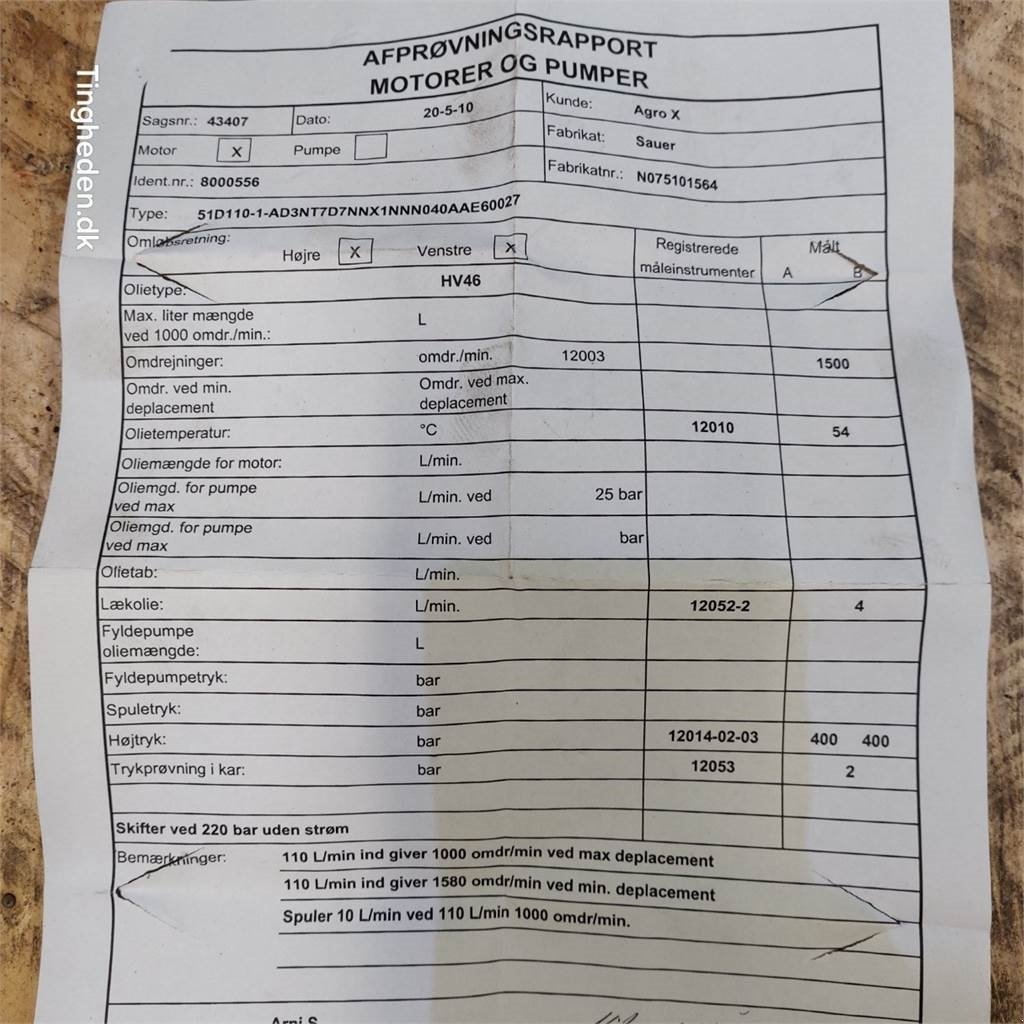 AFPRØVNINGSRAPPORT
MOTORER OG PUMPER
Sagsnr.: 43407 Dato: 20-5-10 Kunde: Agro X
Motor X Pumpe Fabrikat: Sauer
Ident.nr.: 8000556 Fabrikatnr.: N075101564
Type: 51D110-1-AD3NT7D7NNX1NNN040AAE60027
Omløbsretning: Højre X Venstre X Registrerede måleinstrumenter Målt A B
Olietype: HV46
Max. liter mængde
ved 1000 omdr./min.: L
Omdrejninger: omdr./min. 12003 1500
Omdr. ved min. Omdr. ved max.
deplacement deplacement
Olietemperatur: °C 12010 54
Oliemængde for motor: L/min.
Oliemgd. for pumpe
ved max L/min. ved 25 bar
Oliemgd. for pumpe
ved max L/min. ved bar
Olietab: L/min.
Lækolie: L/min. 12052-2 4
Fyldepumpe
oliemængde: L
Fyldepumpetryk: bar
Spuletryk: bar
Højtryk: bar 12014-02-03 400 400
Trykprøvning i kar: bar 12053 2
Skifter ved 220 bar uden strøm
Bemærkninger: 110 L/min ind giver 1000 omdr/min ved max deplacement
110 L/min ind giver 1580 omdr/min ved min. deplacement
Spuler 10 L/min ved 110 L/min 1000 omdr/min.
Arni S
Tingheden.dk